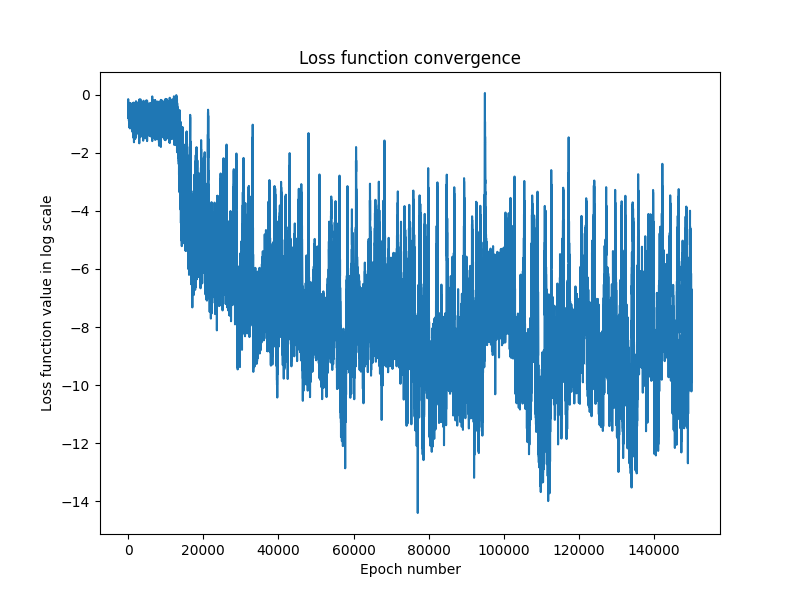 Loss function convergence
Loss function value in log scale
0
−2
−4
−6
−8
−10
−12
−14
0 20000 40000 60000 80000 100000 120000 140000
Epoch number